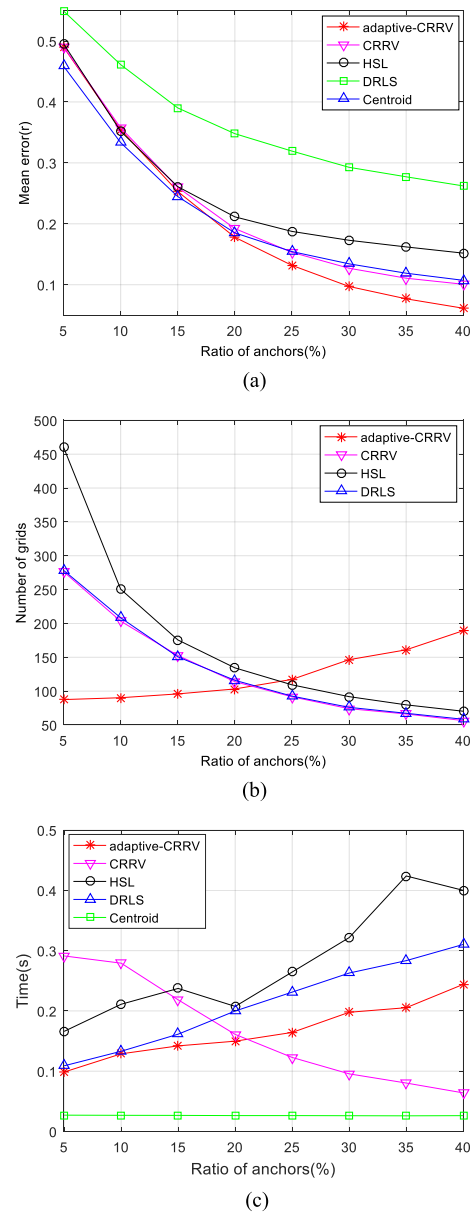 0.5
0.4
0.3
0.2
0.1
Mean error(r)
adaptive-CRRV
CRRV
HSL
DRLS
Centroid
5 10 15 20 25 30 35 40
Ratio of anchors(%)
(a)
500
450
400
350
300
250
200
150
100
50
Number of grids
adaptive-CRRV
CRRV
HSL
DRLS
5 10 15 20 25 30 35 40
Ratio of anchors(%)
(b)
0.5
0.4
0.3
0.2
0.1
0
Time(s)
adaptive-CRRV
CRRV
HSL
DRLS
Centroid
5 10 15 20 25 30 35 40
Ratio of anchors(%)
(c)